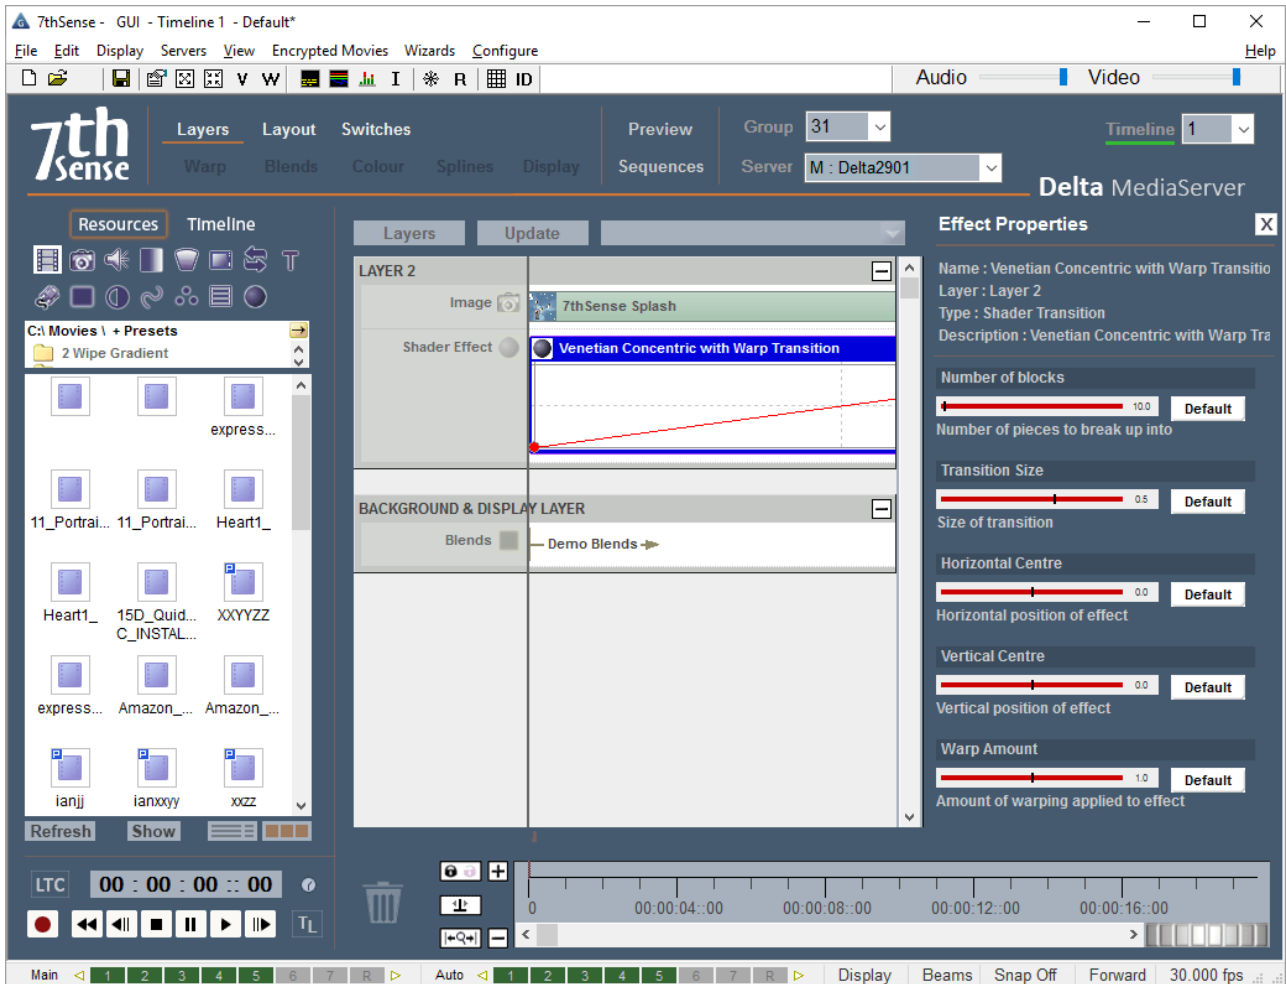 7thSense - GUI - Timeline 1 - Default*
File Edit Display Servers View Encrypted Movies Wizards Configure Help
V W I R ID Audio Video
7th Sense
Layers Layout Switches Preview Group 31 Timeline 1
Warp Blends Colour Splines Display Sequences Server M : Delta2901
Delta MediaServer
Resources Timeline
T
C:\ Movies \ + Presets
2 Wipe Gradient
express...
11_Portrai... 11_Portrai... Heart1_
Heart1_ 15D_Quid... XXYYZZ
C_INSTAL...
express... Amazon_... Amazon_...
ianjj ianxxyy xxzz
Refresh Show
Layers Update
LAYER 2
Image 7thSense Splash
Shader Effect Venetian Concentric with Warp Transition
BACKGROUND & DISPLAY LAYER
Blends Demo Blends
Effect Properties X
Name : Venetian Concentric with Warp Transitio
Layer : Layer 2
Type : Shader Transition
Description : Venetian Concentric with Warp Tra
Number of blocks
10.0 Default
Number of pieces to break up into
Transition Size
0.5 Default
Size of transition
Horizontal Centre
0.0 Default
Horizontal position of effect
Vertical Centre
0.0 Default
Vertical position of effect
Warp Amount
1.0 Default
Amount of warping applied to effect
LTC 00 : 00 : 00 :: 00
TL
0 00:00:04::00 00:00:08::00 00:00:12::00 00:00:16::00
Main 1 2 3 4 5 6 7 R Auto 1 2 3 4 5 6 7 R Display Beams Snap Off Forward 30.000 fps